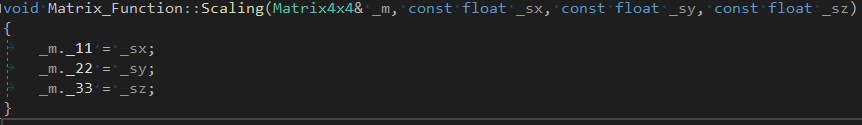 void Matrix_Function::Scaling(Matrix4x4& _m, const float _sx, const float _sy, const float _sz)
{
    _m._11 = _sx;
    _m._22 = _sy;
    _m._33 = _sz;
}